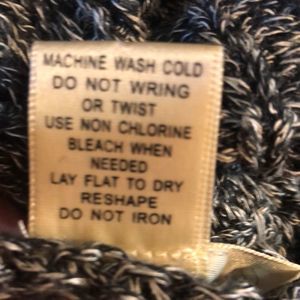 MACHINE WASH COLD
DO NOT WRING
OR TWIST
USE NON CHLORINE
BLEACH WHEN
NEEDED
LAY FLAT TO DRY
RESHAPE
DO NOT IRON